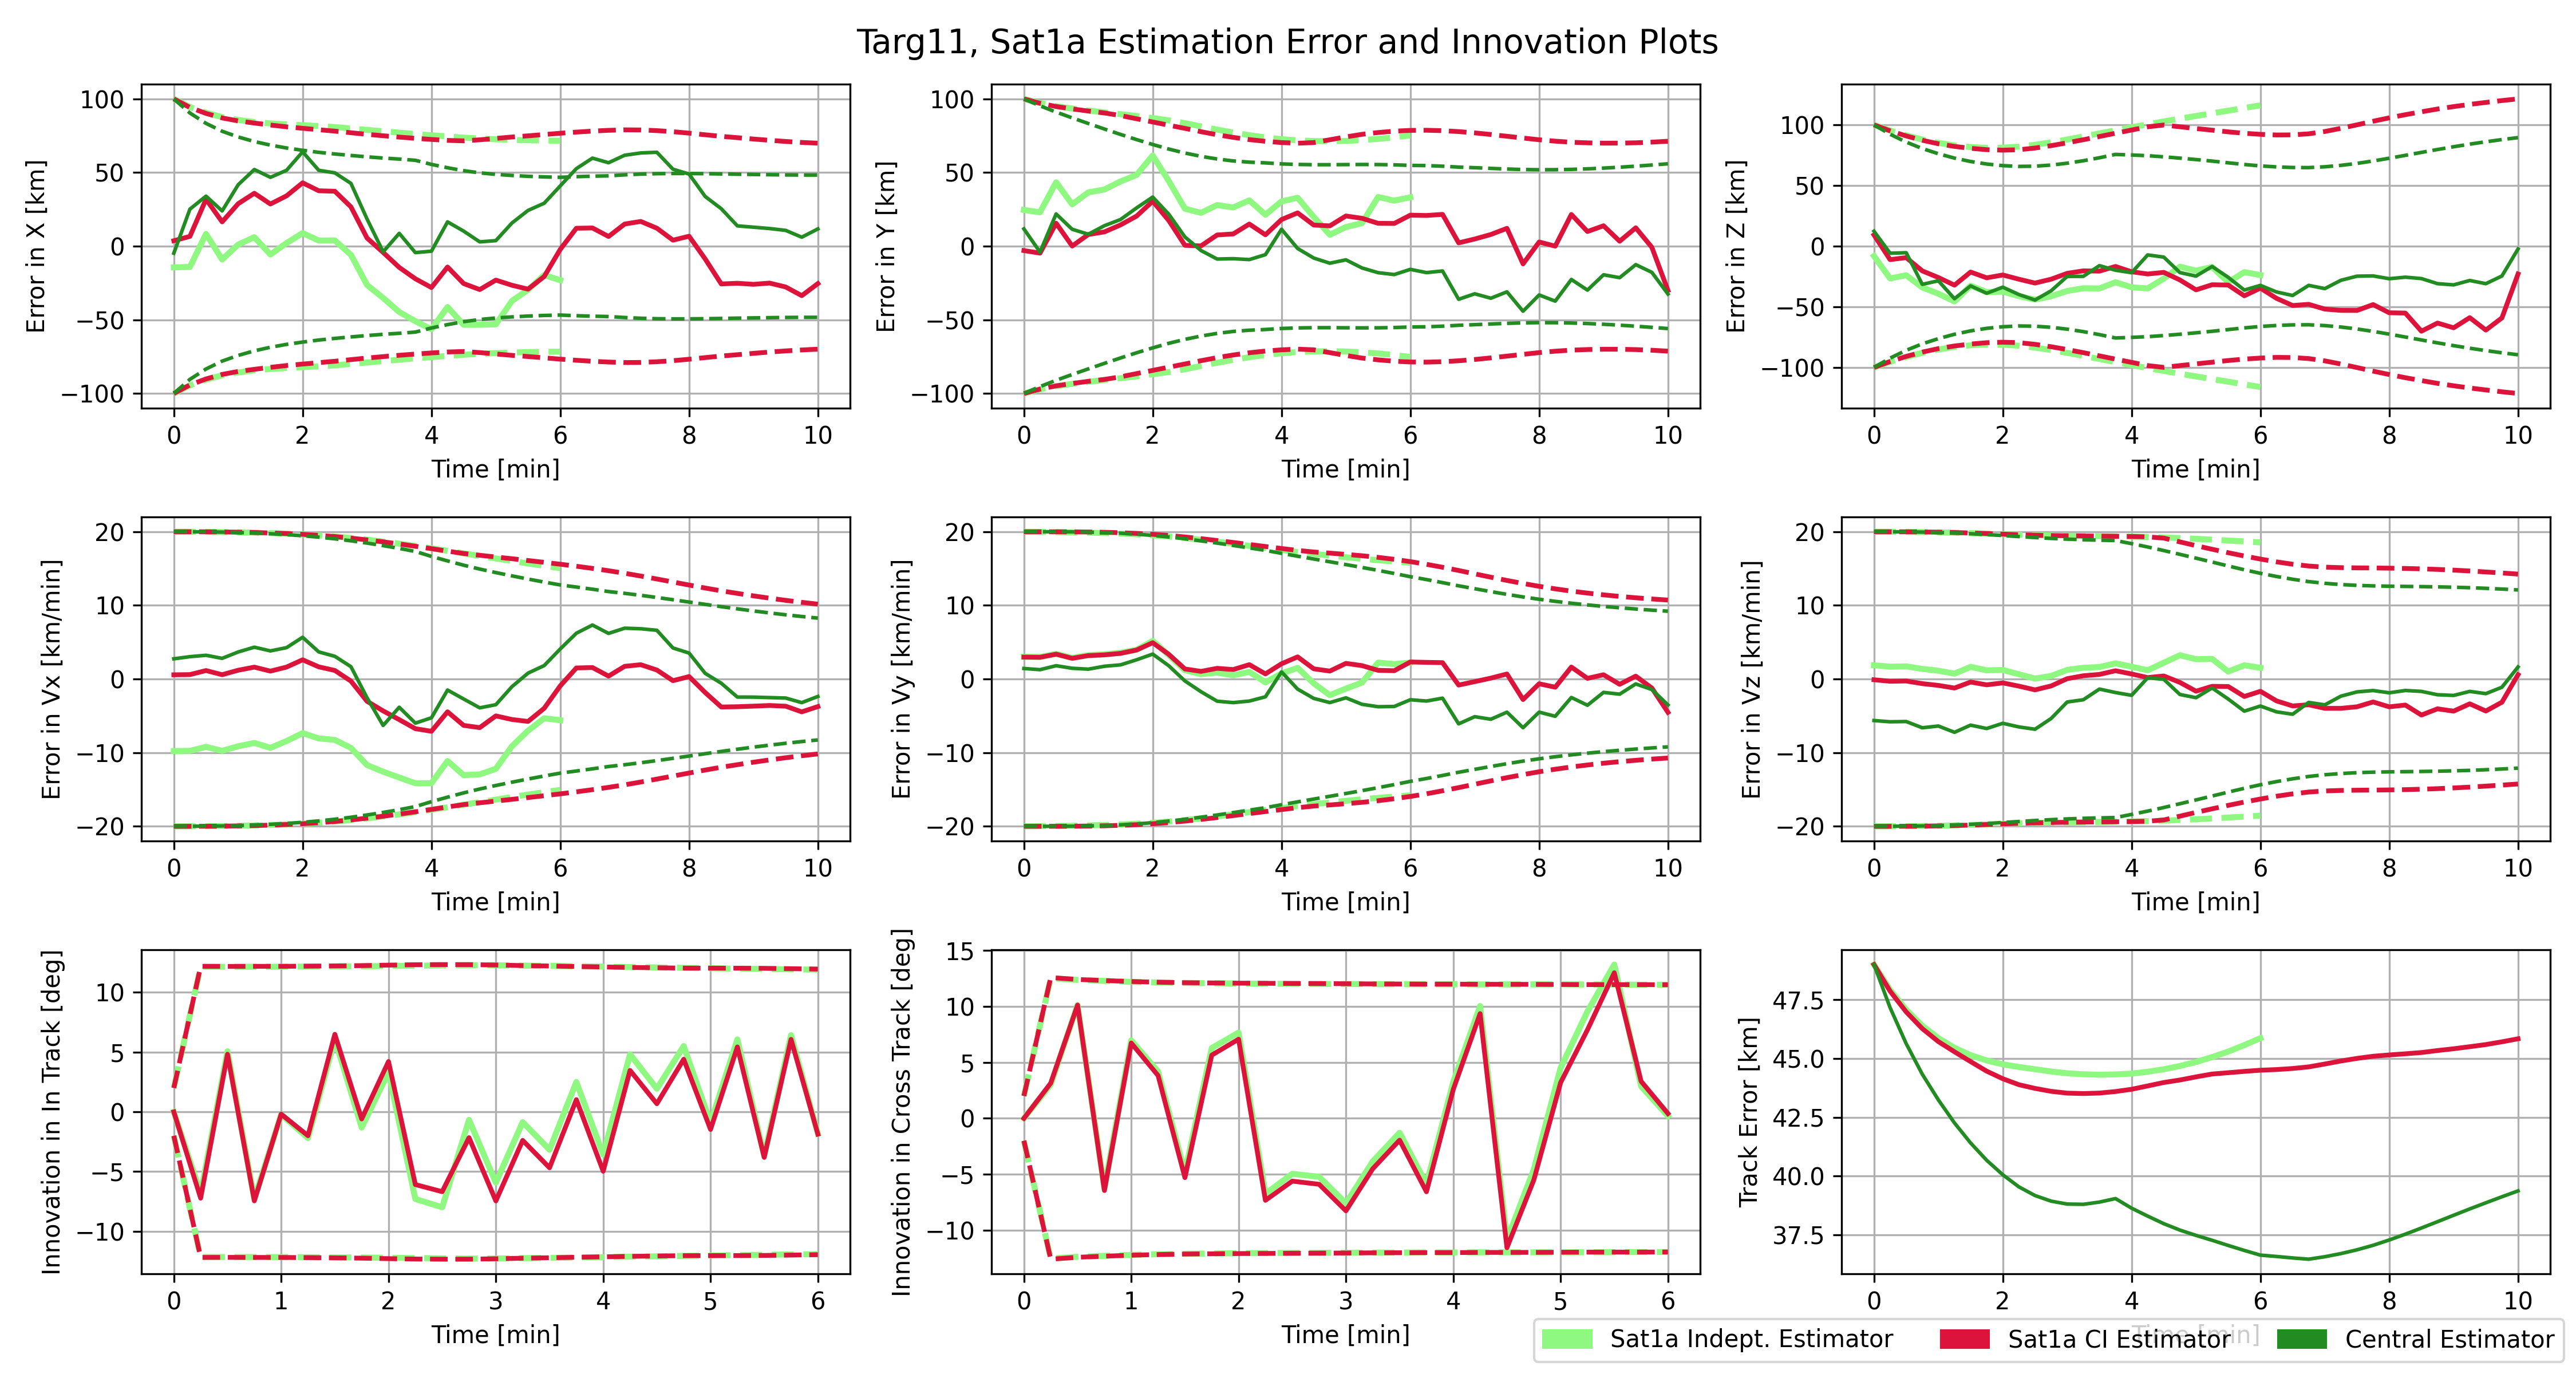 Targ11, Sat1a Estimation Error and Innovation Plots
Error in X [km]
100
50
0
−50
−100
0 2 4 6 8 10
Time [min]
Error in Y [km]
100
50
0
−50
−100
0 2 4 6 8 10
Time [min]
Error in Z [km]
100
50
0
−50
−100
0 2 4 6 8 10
Time [min]
Error in Vx [km/min]
20
10
0
−10
−20
0 2 4 6 8 10
Time [min]
Error in Vy [km/min]
20
10
0
−10
−20
0 2 4 6 8 10
Time [min]
Error in Vz [km/min]
20
10
0
−10
−20
0 2 4 6 8 10
Time [min]
Innovation in In Track [deg]
10
5
0
−5
−10
0 1 2 3 4 5 6
Time [min]
Innovation in Cross Track [deg]
15
10
5
0
−5
−10
0 1 2 3 4 5 6
Time [min]
Track Error [km]
47.5
45.0
42.5
40.0
37.5
0 2 4 6 8 10
Time [min]
Sat1a Indept. Estimator Sat1a CI Estimator Central Estimator